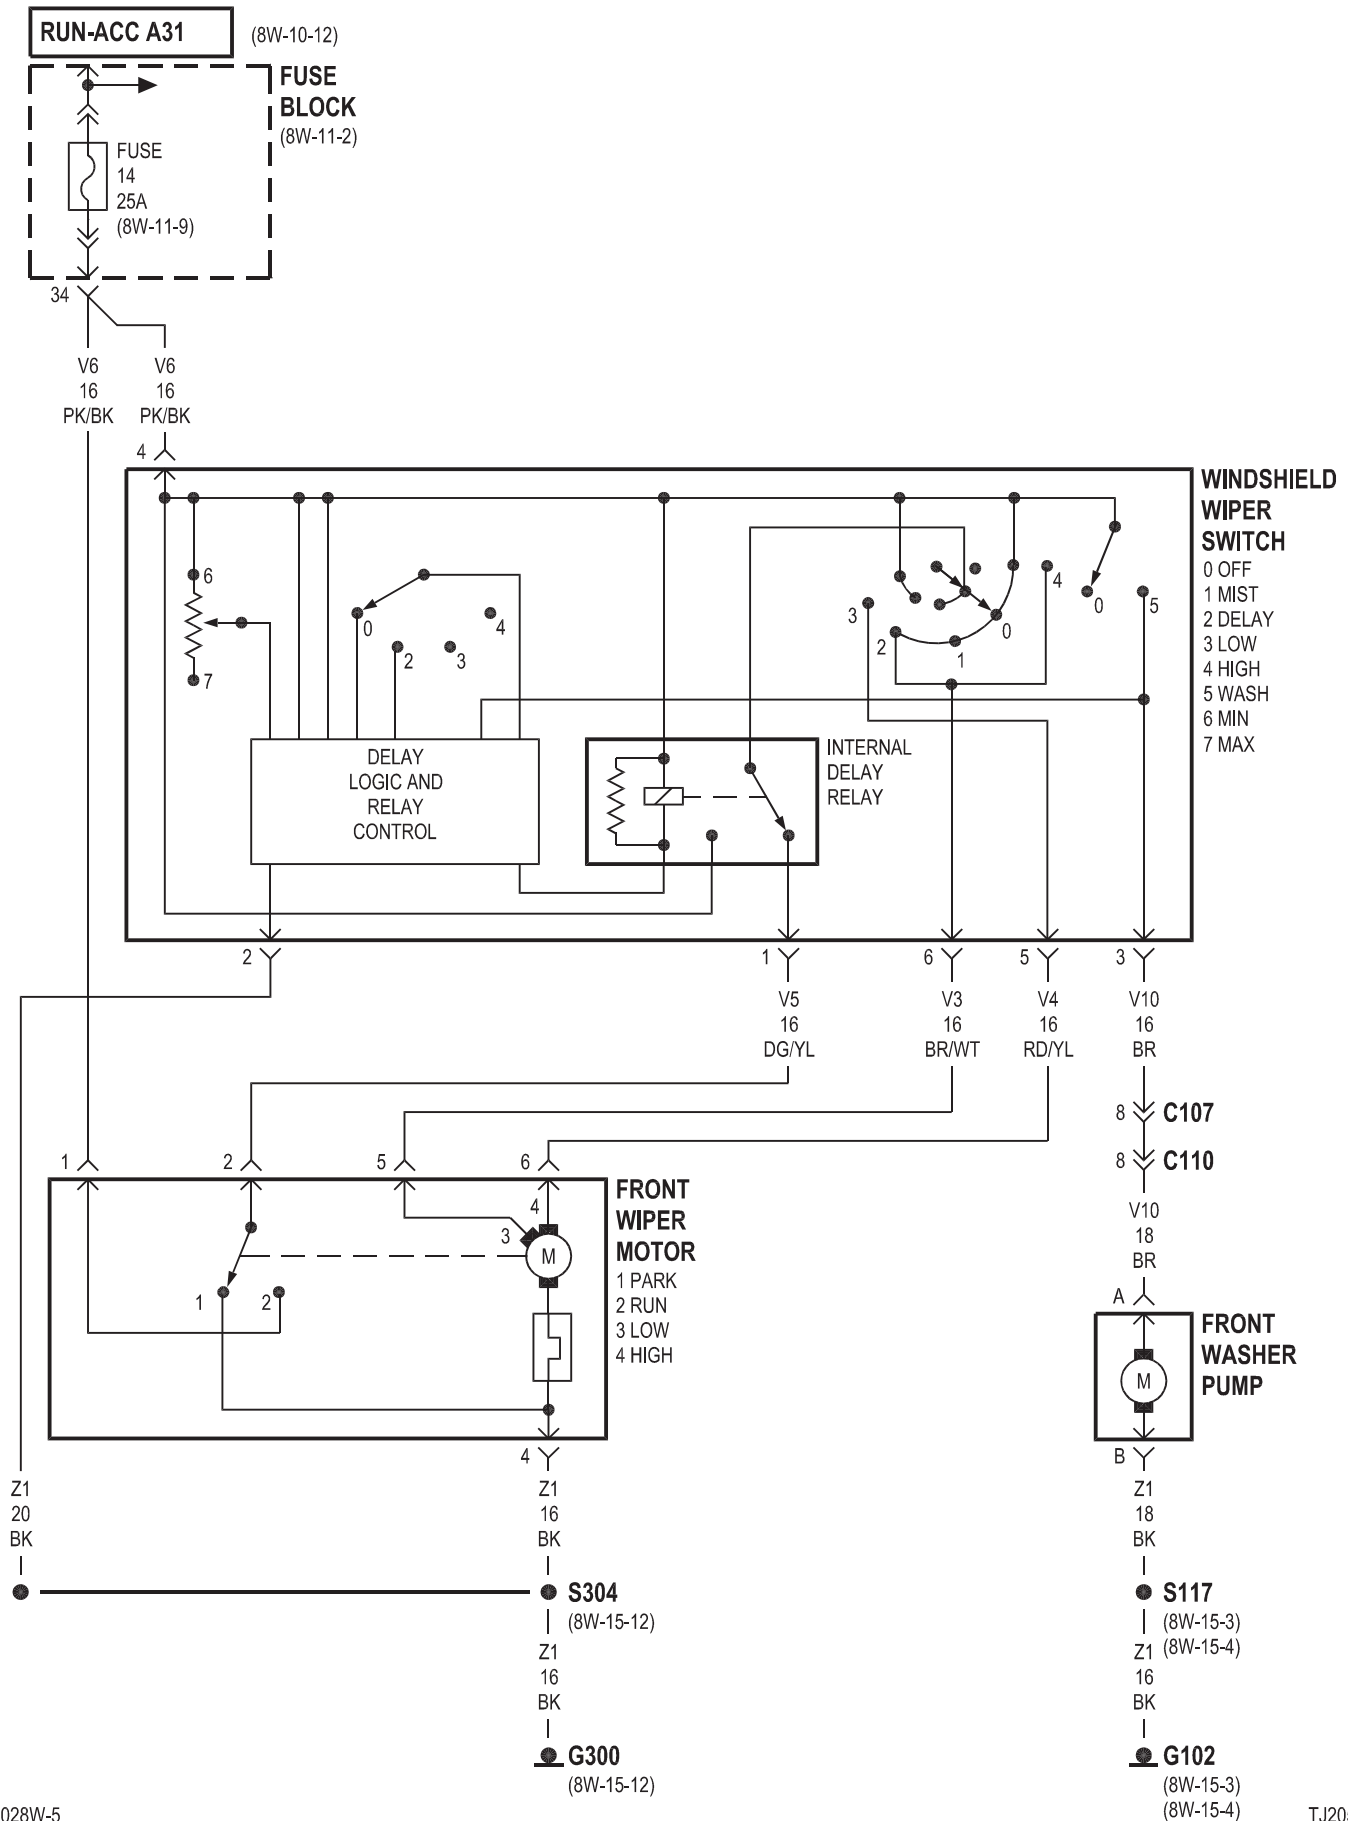 RUN-ACC A31
(8W-10-12)
FUSE
BLOCK
(8W-11-2)
FUSE
14
25A
(8W-11-9)
34
V6
16
PK/BK
V6
16
PK/BK
4
WINDSHIELD
WIPER
SWITCH
0 OFF
1 MIST
2 DELAY
3 LOW
4 HIGH
5 WASH
6 MIN
7 MAX
6
7
0
2
3
4
3
2
1
0
4
0
5
DELAY
LOGIC AND
RELAY
CONTROL
INTERNAL
DELAY
RELAY
2
1
6
5
3
V5
16
DG/YL
V3
16
BR/WT
V4
16
RD/YL
V10
16
BR
8
C107
8
C110
V10
18
BR
1
2
5
6
FRONT
WIPER
MOTOR
1 PARK
2 RUN
3 LOW
4 HIGH
4
3
M
1
2
A
FRONT
WASHER
PUMP
M
4
B
Z1
20
BK
Z1
16
BK
Z1
18
BK
S304
(8W-15-12)
S117
(8W-15-3)
(8W-15-4)
Z1
16
BK
Z1
16
BK
G300
(8W-15-12)
G102
(8W-15-3)
(8W-15-4)
028W-5